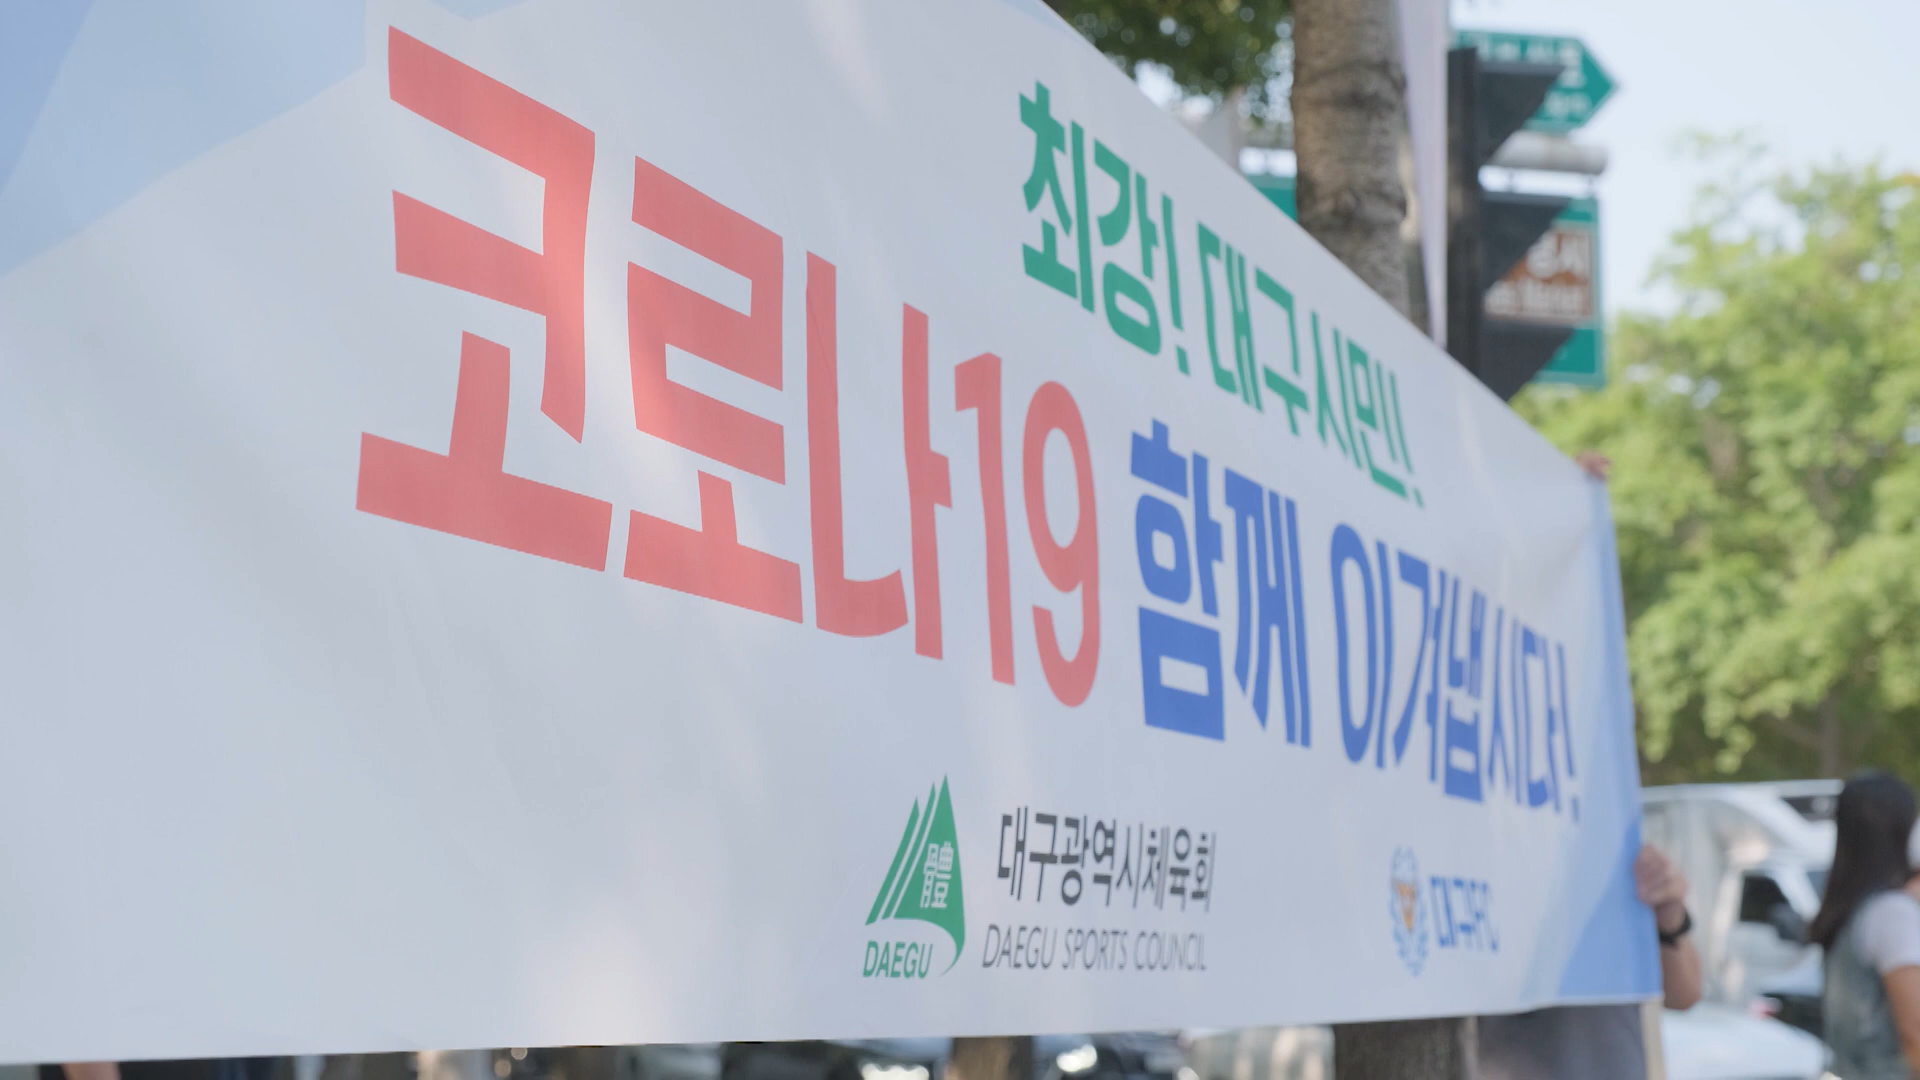 최강! 대구시민!
코로나19 함께 이겨냅시다!
體
DAEGU
대구광역시체육회
DAEGU SPORTS COUNCIL
대구FC